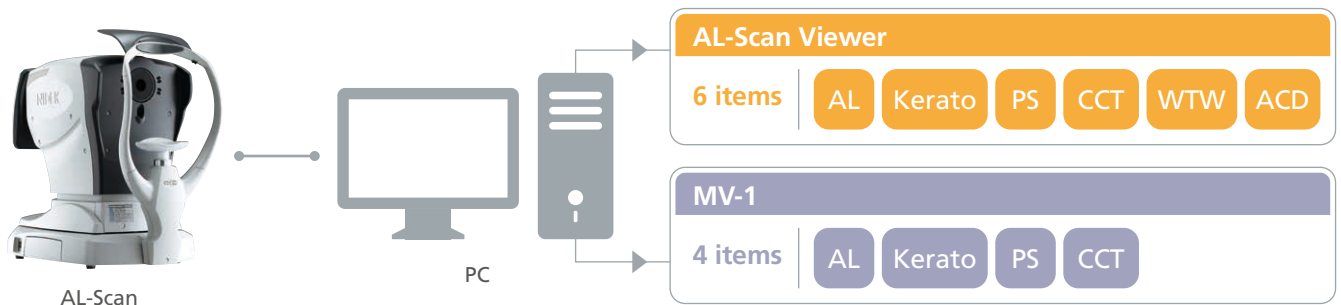 AL-Scan Viewer
6 items AL Kerato PS CCT WTW ACD
MV-1
4 items AL Kerato PS CCT
NIDEK
PC
AL-Scan